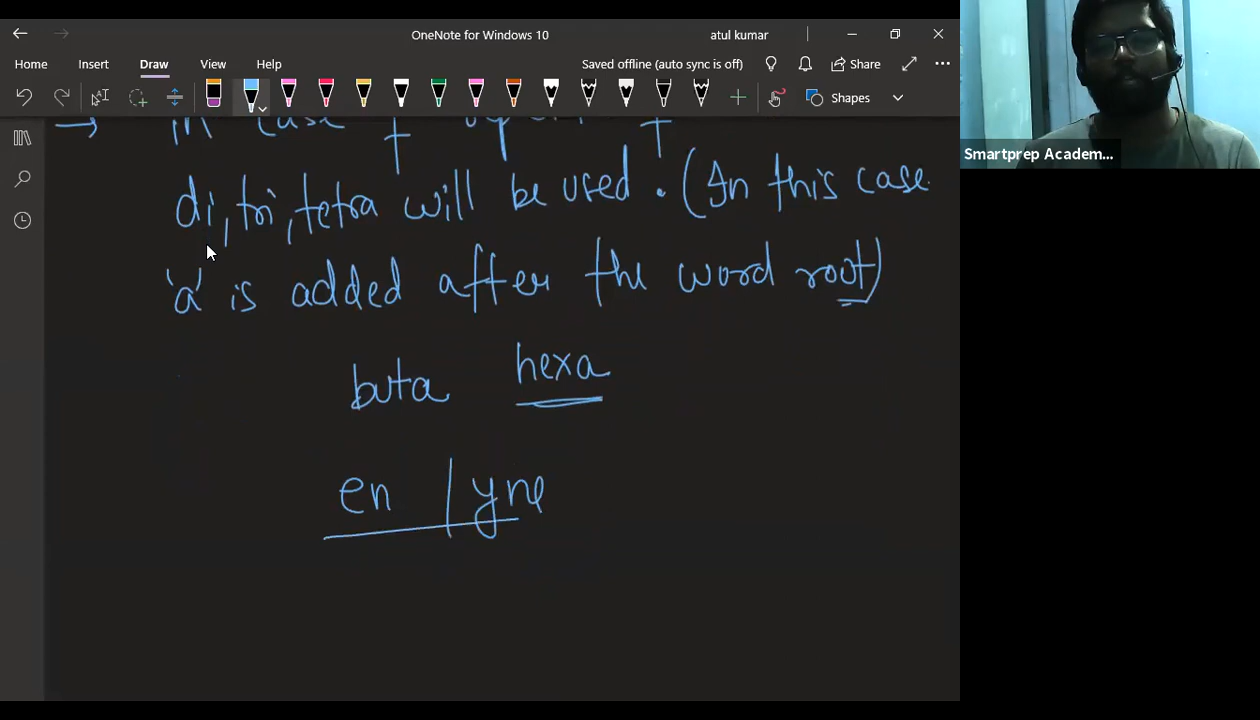 OneNote for Windows 10
atul kumar
Home Insert Draw View Help
Saved offline (auto sync is off)
Share
Shapes
Smartprep Academ...
→ in case
di, tri, tetra will be used. (In this case
'a' is added after the word root)
buta hexa
en | yne